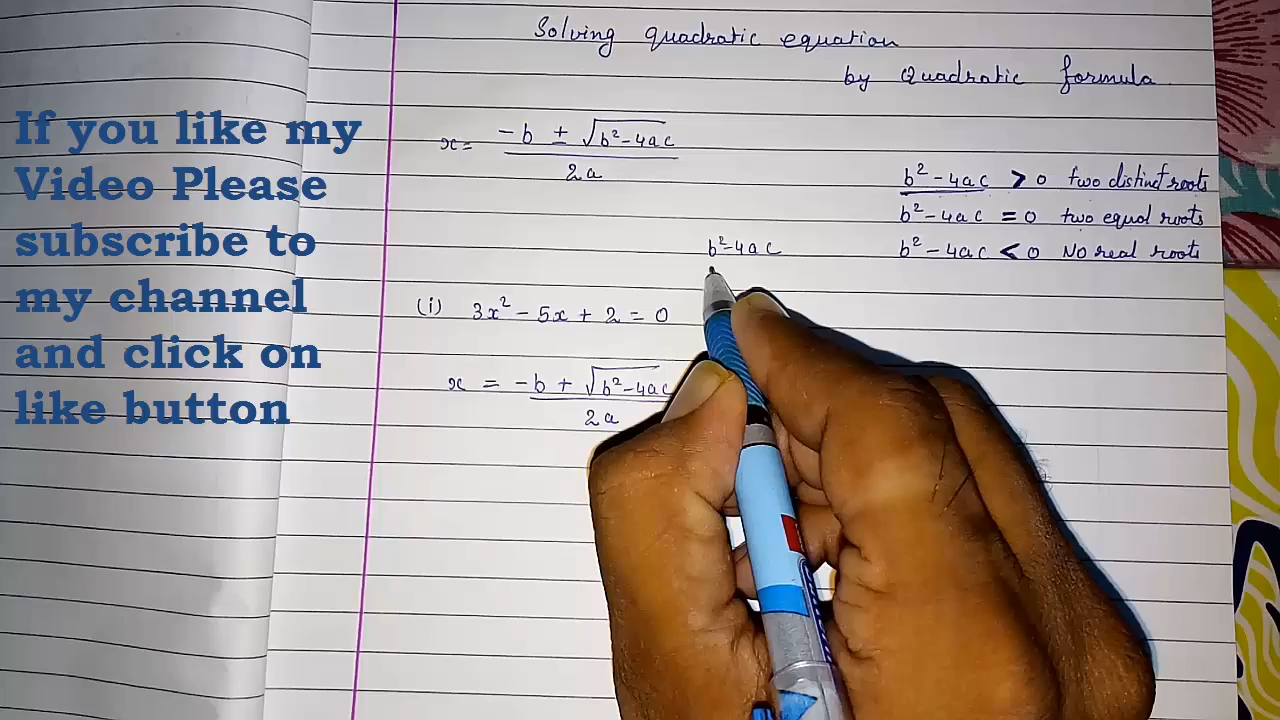 Solving quadratic equation
by Quadratic formula
x = -b ± √b²-4ac
2a
b²-4ac > 0 two distinct roots
b²-4ac = 0 two equal roots
b²-4ac < 0 No real roots
b²-4ac
(i) 3x² - 5x + 2 = 0
x = -b + √b²-4ac
2a
If you like my
Video Please
subscribe to
my channel
and click on
like button